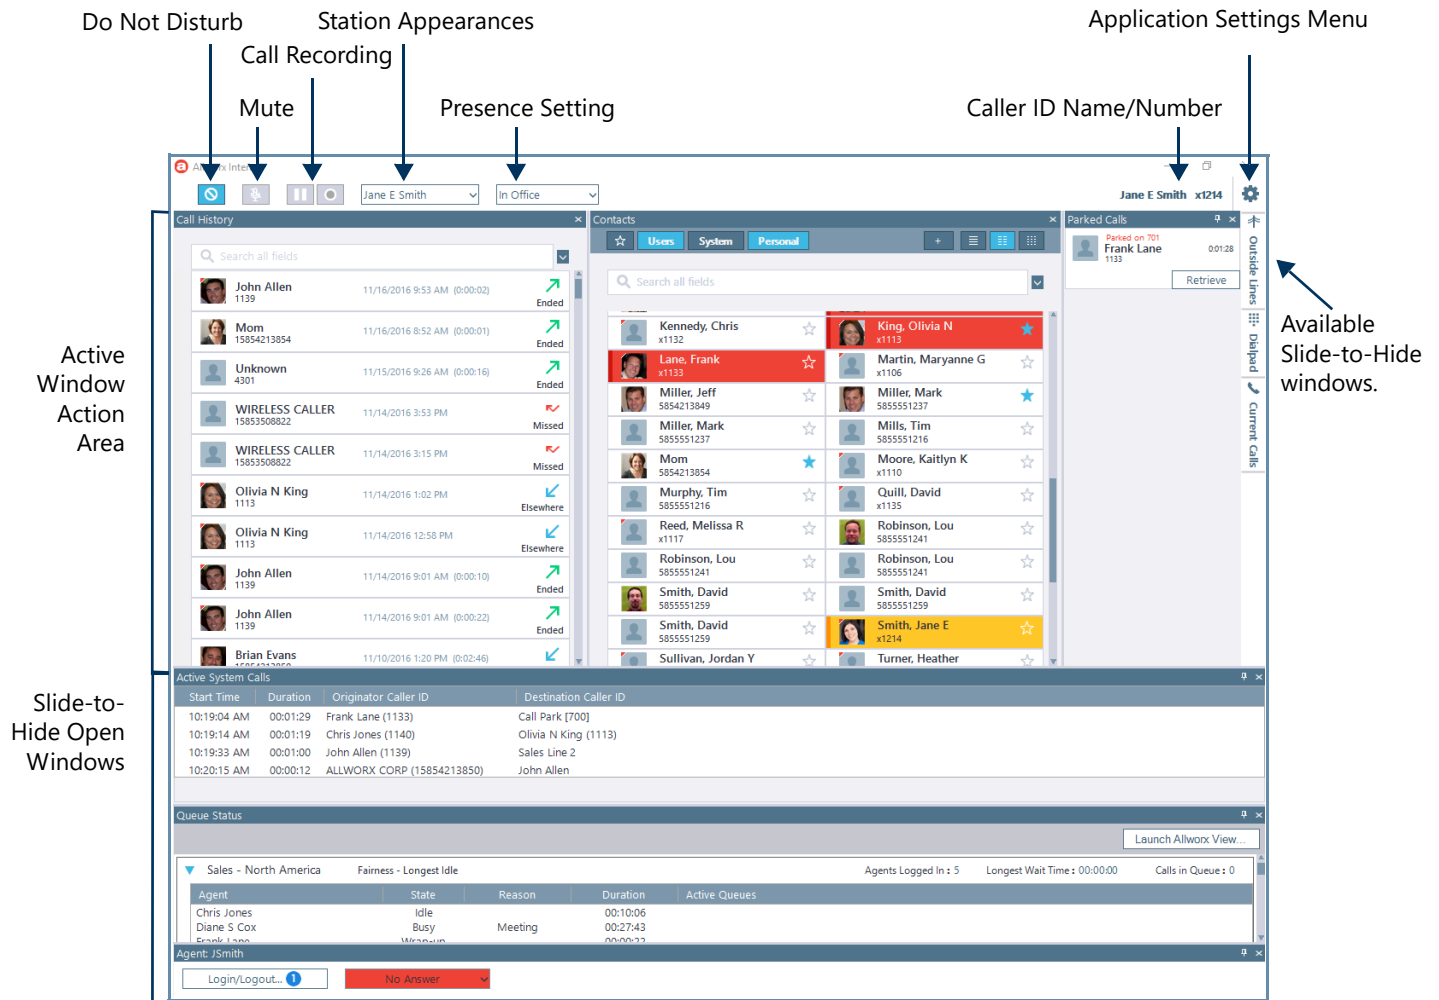 Do Not Disturb
Station Appearances
Application Settings Menu
Call Recording
Mute
Presence Setting
Caller ID Name/Number
Jane E Smith
In Office
Jane E Smith x1214
Active
Window
Action
Area
Slide-to-
Hide Open
Windows
Available
Slide-to-Hide
windows.
Call History
Search all fields
John Allen
1139
11/16/2016 9:53 AM (0:00:02)
Ended
Mom
15854213854
11/16/2016 8:52 AM (0:00:01)
Ended
Unknown
4301
11/15/2016 9:26 AM (0:00:16)
Ended
WIRELESS CALLER
15853508822
11/14/2016 3:53 PM
Missed
WIRELESS CALLER
15853508822
11/14/2016 3:15 PM
Missed
Olivia N King
1113
11/14/2016 1:02 PM
Elsewhere
Olivia N King
1113
11/14/2016 12:58 PM
Elsewhere
John Allen
1139
11/14/2016 9:01 AM (0:00:10)
Ended
John Allen
1139
11/14/2016 9:01 AM (0:00:22)
Ended
Brian Evans
11/10/2016 1:20 PM (0:02:46)
Contacts
Users System Personal
Search all fields
Kennedy, Chris
x1132
King, Olivia N
x1113
Lane, Frank
x1133
Martin, Maryanne G
x1106
Miller, Jeff
5854213849
Miller, Mark
5855551237
Miller, Mark
5855551237
Mills, Tim
5855551216
Mom
5854213854
Moore, Kaitlyn K
x1110
Murphy, Tim
5855551216
Quill, David
x1135
Reed, Melissa R
x1117
Robinson, Lou
5855551241
Robinson, Lou
5855551241
Robinson, Lou
5855551241
Smith, David
5855551259
Smith, David
5855551259
Smith, David
5855551259
Smith, Jane E
x1214
Sullivan, Jordan Y
Turner, Heather
Parked Calls
Parked on 701
Frank Lane
1133
0:01:28
Retrieve
Outside Lines
Dialpad
Current Calls
Active System Calls
Start Time Duration Originator Caller ID Destination Caller ID
10:19:04 AM 00:01:29 Frank Lane (1133) Call Park [700]
10:19:14 AM 00:01:19 Chris Jones (1140) Olivia N King (1113)
10:19:33 AM 00:01:00 John Allen (1139) Sales Line 2
10:20:15 AM 00:00:12 ALLWORX CORP (15854213850) John Allen
Queue Status
Launch Allworx View...
Sales - North America Fairness - Longest Idle Agents Logged In : 5 Longest Wait Time : 00:00:00 Calls in Queue : 0
Agent State Reason Duration Active Queues
Chris Jones Idle 00:10:06
Diane S Cox Busy Meeting 00:27:43
Frank Lane Wrap-up 00:00:22
Agent: JSmith
Login/Logout... 1
No Answer